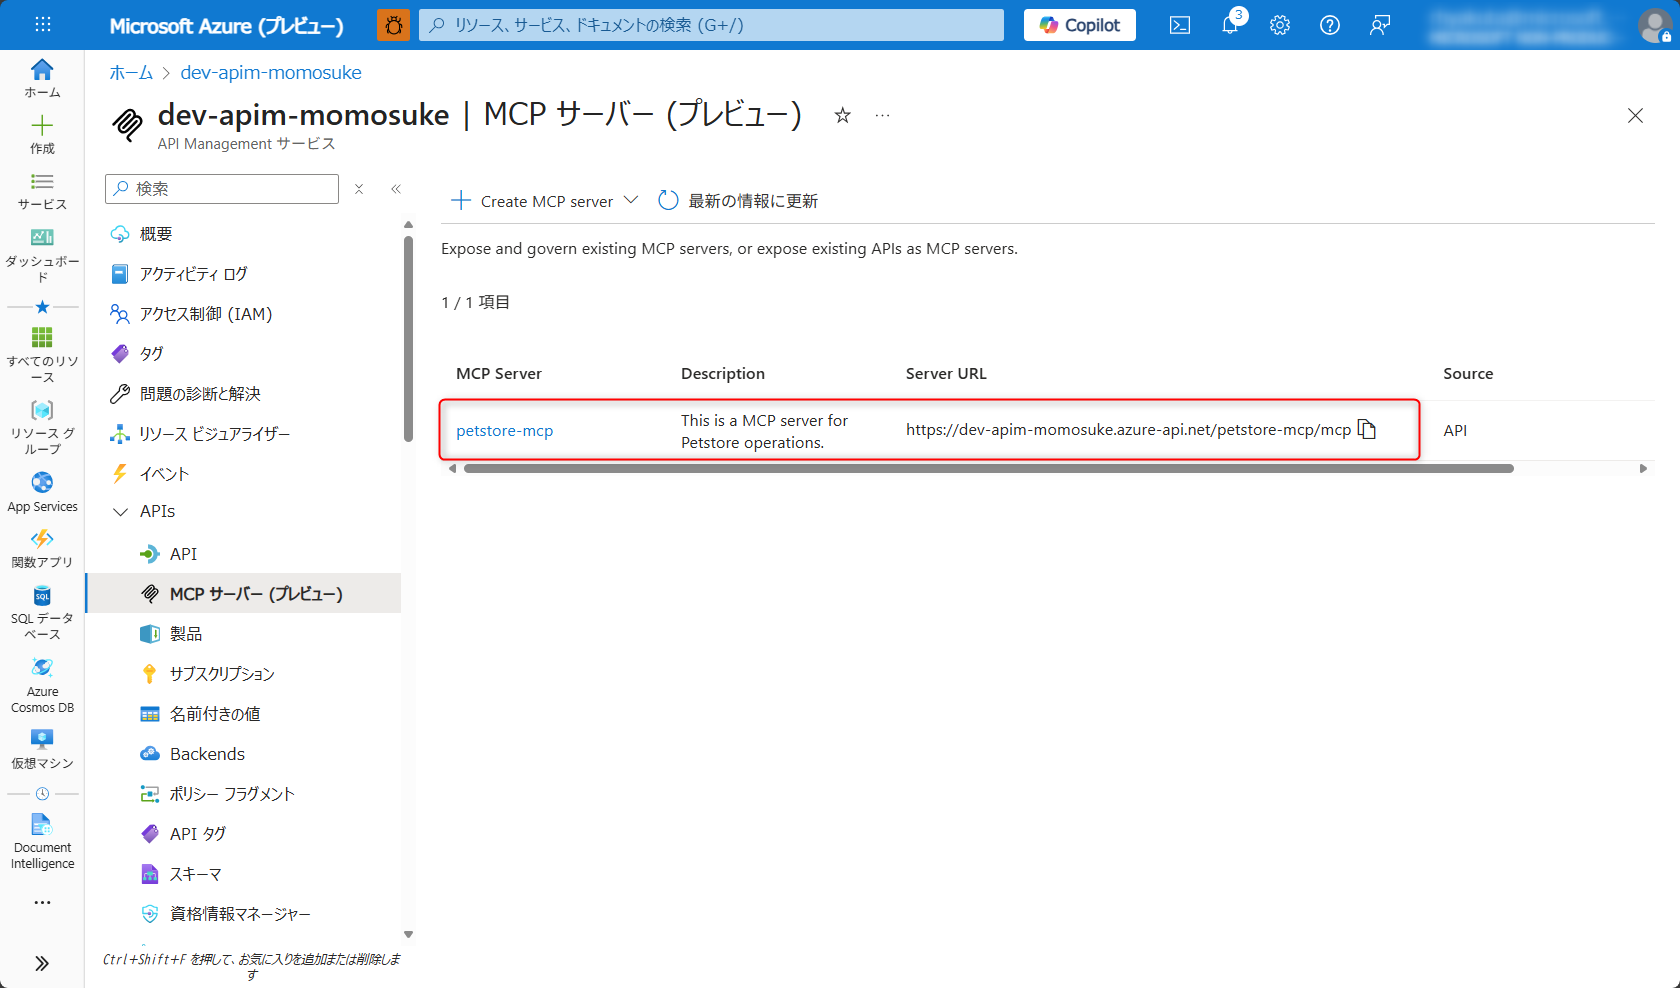 Microsoft Azure (プレビュー)
リソース、サービス、ドキュメントの検索 (G+/)
Copilot
3
ホーム
作成
サービス
ダッシュボー
ド
すべてのリソ
ース
リソース グ
ループ
App Services
関数アプリ
SQL
SQL データ
ベース
Azure
Cosmos DB
仮想マシン
Document
Intelligence
ホーム > dev-apim-momosuke
dev-apim-momosuke | MCP サーバー (プレビュー)
API Management サービス
検索
概要
アクティビティ ログ
アクセス制御 (IAM)
タグ
問題の診断と解決
リソース ビジュアライザー
イベント
APIs
API
MCP サーバー (プレビュー)
製品
サブスクリプション
名前付きの値
Backends
ポリシー フラグメント
API タグ
スキーマ
資格情報マネージャー
Ctrl+Shift+F を押して、お気に入りを追加または削除しま
す
Create MCP server
最新の情報に更新
Expose and govern existing MCP servers, or expose existing APIs as MCP servers.
1 / 1 項目
MCP Server Description Server URL Source
petstore-mcp
This is a MCP server for
Petstore operations.
https://dev-apim-momosuke.azure-api.net/petstore-mcp/mcp
API